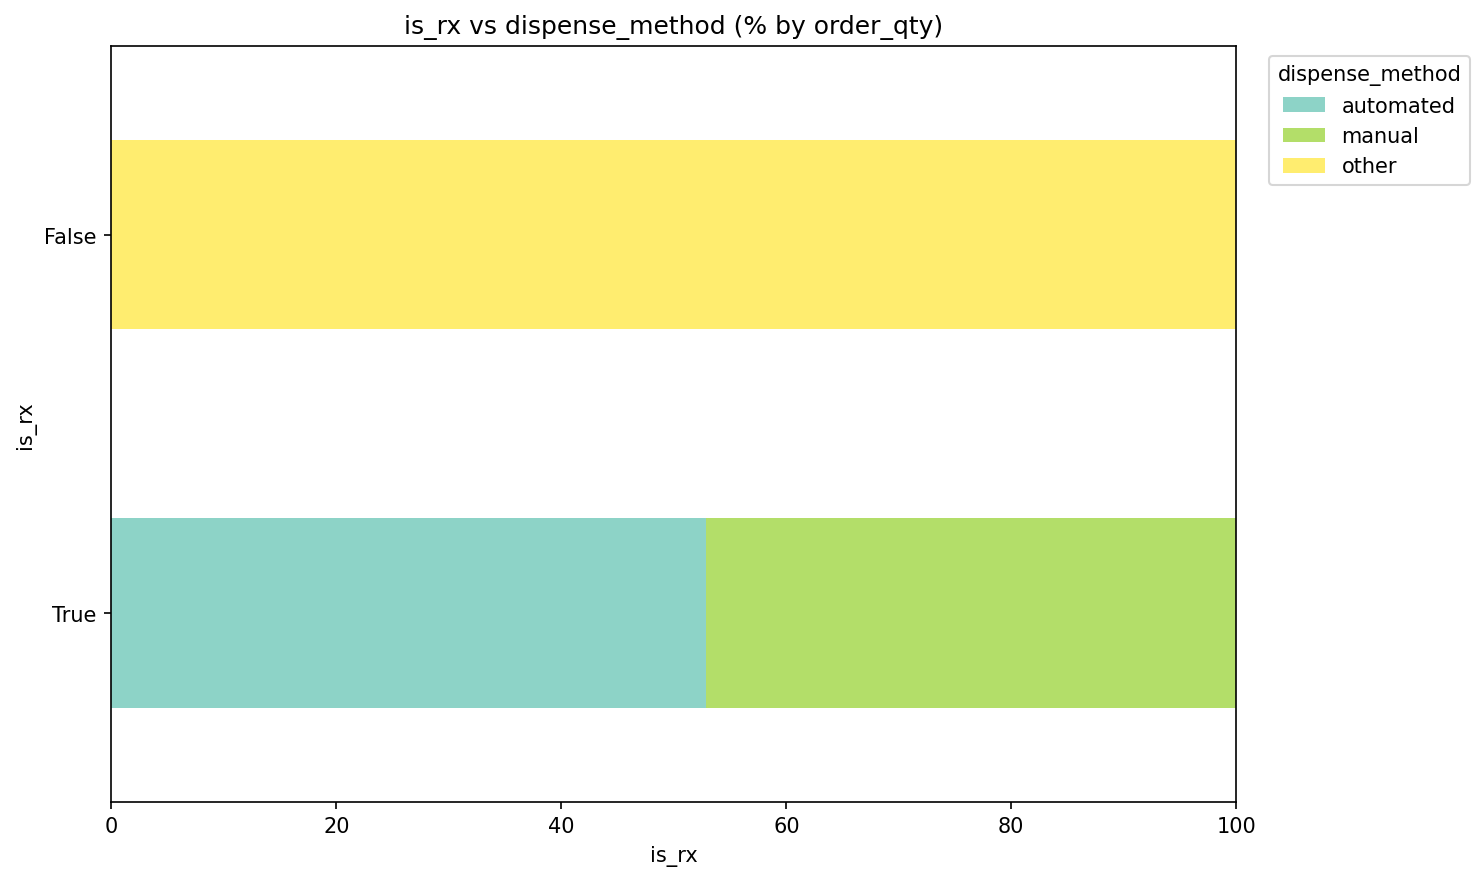 is_rx vs dispense_method (% by order_qty)
dispense_method
automated
manual
other
False
True
is_rx
0 20 40 60 80 100
is_rx